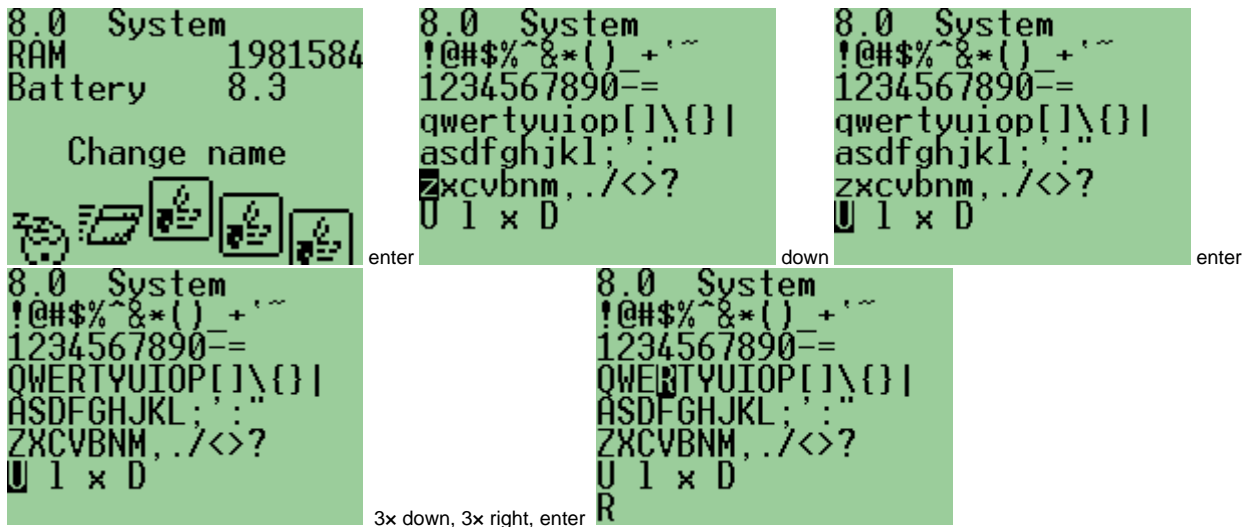 8.0 System
RAM 1981584
Battery 8.3
Change name
enter
8.0 System
!@#$%^&*()_+`~
1234567890-=
qwertyuiop[]\{}|
asdfghjkl;':"
zxcvbnm,./<>?
U l x D
down
8.0 System
!@#$%^&*()_+`~
1234567890-=
qwertyuiop[]\{}|
asdfghjkl;':"
zxcvbnm,./<>?
U l x D
enter
8.0 System
!@#$%^&*()_+`~
1234567890-=
QWERTYUIOP[]\{}|
ASDFGHJKL;':"
ZXCVBNM,./<>?
U l x D
3× down, 3× right, enter
8.0 System
!@#$%^&*()_+`~
1234567890-=
QWERTYUIOP[]\{}|
ASDFGHJKL;':"
ZXCVBNM,./<>?
U l x D
R